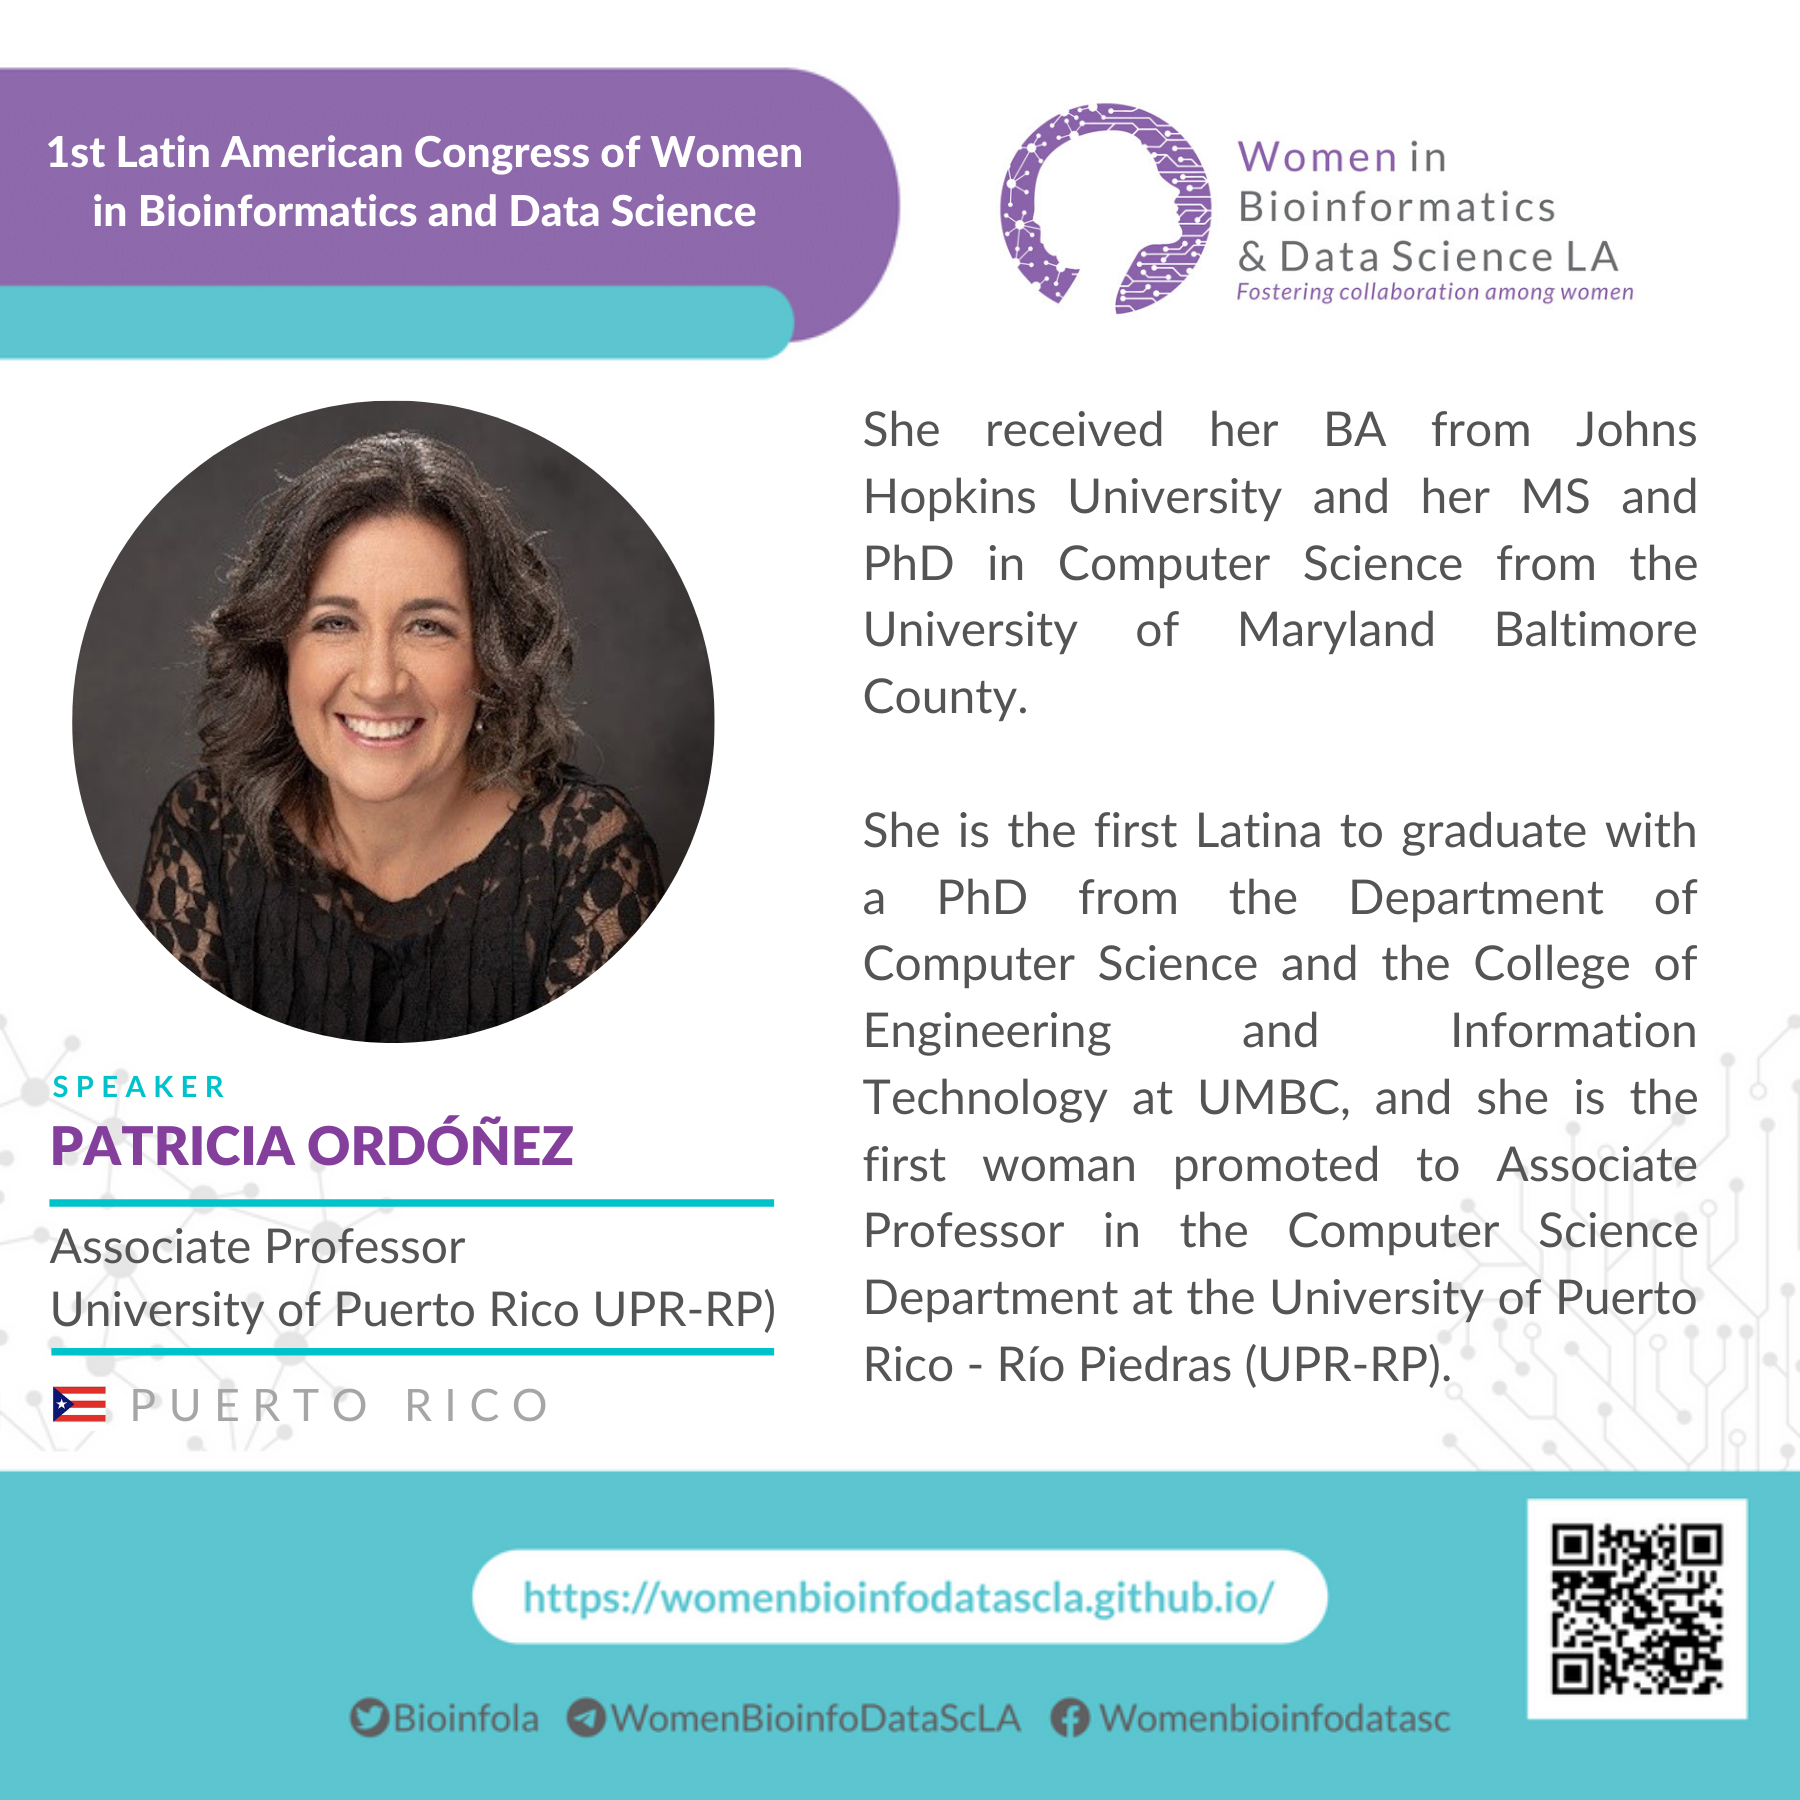 1st Latin American Congress of Women
in Bioinformatics and Data Science
Women in
Bioinformatics
& Data Science LA
Fostering collaboration among women
SPEAKER
PATRICIA ORDÓÑEZ
Associate Professor
University of Puerto Rico UPR-RP)
PUERTO RICO
She received her BA from Johns
Hopkins University and her MS and
PhD in Computer Science from the
University of Maryland Baltimore
County.
She is the first Latina to graduate with
a PhD from the Department of
Computer Science and the College of
Engineering and Information
Technology at UMBC, and she is the
first woman promoted to Associate
Professor in the Computer Science
Department at the University of Puerto
Rico - Río Piedras (UPR-RP).
https://womenbioinfodatascla.github.io/
Bioinfola WomenBioinfoDataScLA Womenbioinfodatasc